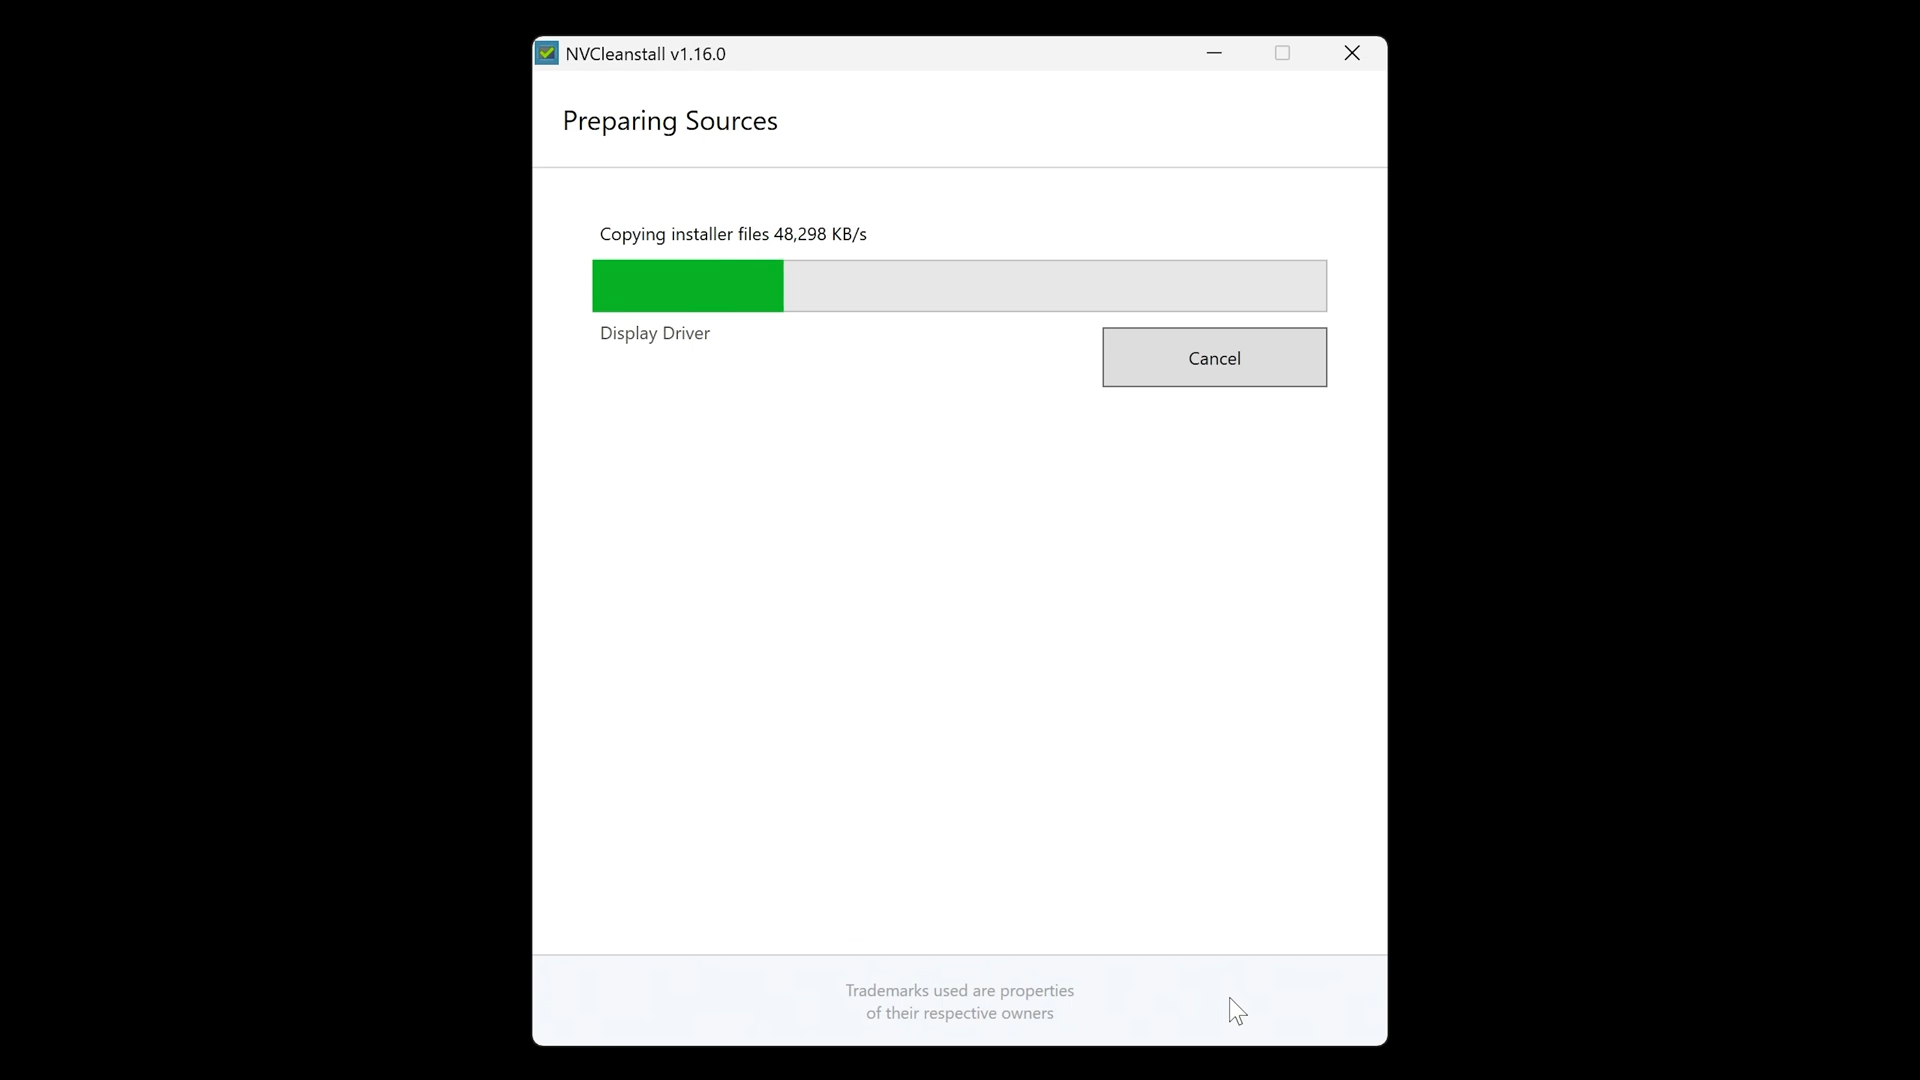 NVCleanstall v1.16.0
Preparing Sources
Copying installer files 48,298 KB/s
Display Driver
Cancel
Trademarks used are properties
of their respective owners